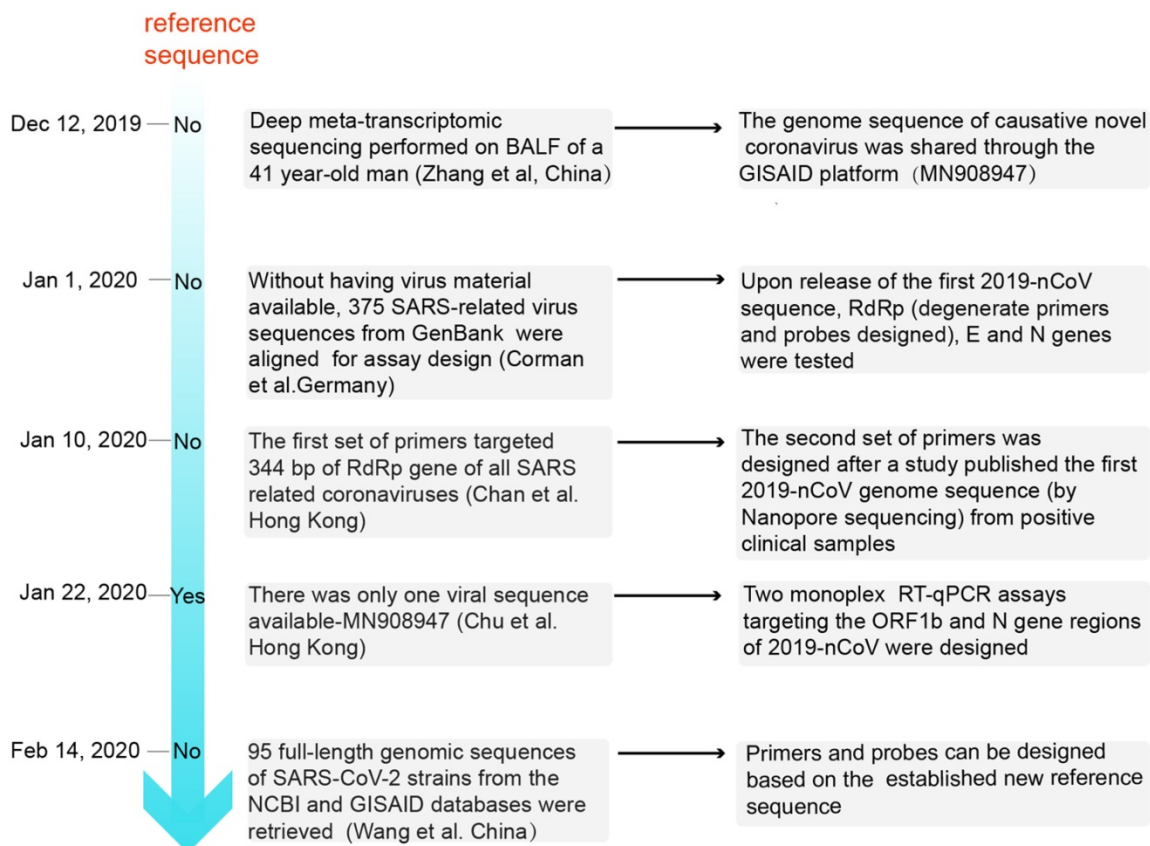 reference
sequence
Dec 12, 2019
No
Deep meta-transcriptomic
sequencing performed on BALF of a
41 year-old man (Zhang et al, China)
The genome sequence of causative novel
coronavirus was shared through the
GISAID platform (MN908947)
Jan 1, 2020
No
Without having virus material
available, 375 SARS-related virus
sequences from GenBank were
aligned for assay design (Corman
et al.Germany)
Upon release of the first 2019-nCoV
sequence, RdRp (degenerate primers
and probes designed), E and N genes
were tested
Jan 10, 2020
No
The first set of primers targeted
344 bp of RdRp gene of all SARS
related coronaviruses (Chan et al.
Hong Kong)
The second set of primers was
designed after a study published the first
2019-nCoV genome sequence (by
Nanopore sequencing) from positive
clinical samples
Jan 22, 2020
Yes
There was only one viral sequence
available-MN908947 (Chu et al.
Hong Kong)
Two monoplex RT-qPCR assays
targeting the ORF1b and N gene regions
of 2019-nCoV were designed
Feb 14, 2020
No
95 full-length genomic sequences
of SARS-CoV-2 strains from the
NCBI and GISAID databases were
retrieved (Wang et al. China)
Primers and probes can be designed
based on the established new reference
sequence